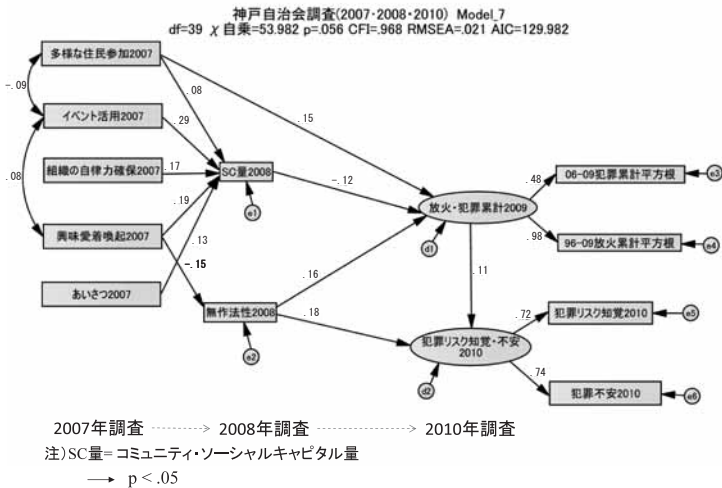 神戸自治会調査(2007･2008･2010) Model_7
df=39 χ自乗=53.982 p=.056 CFI=.968 RMSEA=.021 AIC=129.982
多様な住民参加2007
-.09
.08
.15
イベント活用2007
.29
組織の自律力確保2007
.17
SC量2008
-.12
.48
06-09犯罪累計平方根
e3
.08
.19
e1
放火・犯罪累計2009
興味愛着喚起2007
.13
d1
.98
96-09放火累計平方根
e4
-.15
.16
.11
あいさつ2007
無作法性2008
.18
.72
犯罪リスク知覚2010
e5
e2
犯罪リスク知覚・不安
2010
.74
d2
犯罪不安2010
e6
2007年調査 2008年調査 2010年調査
注)SC量=コミュニティ・ソーシャルキャピタル量
p < .05